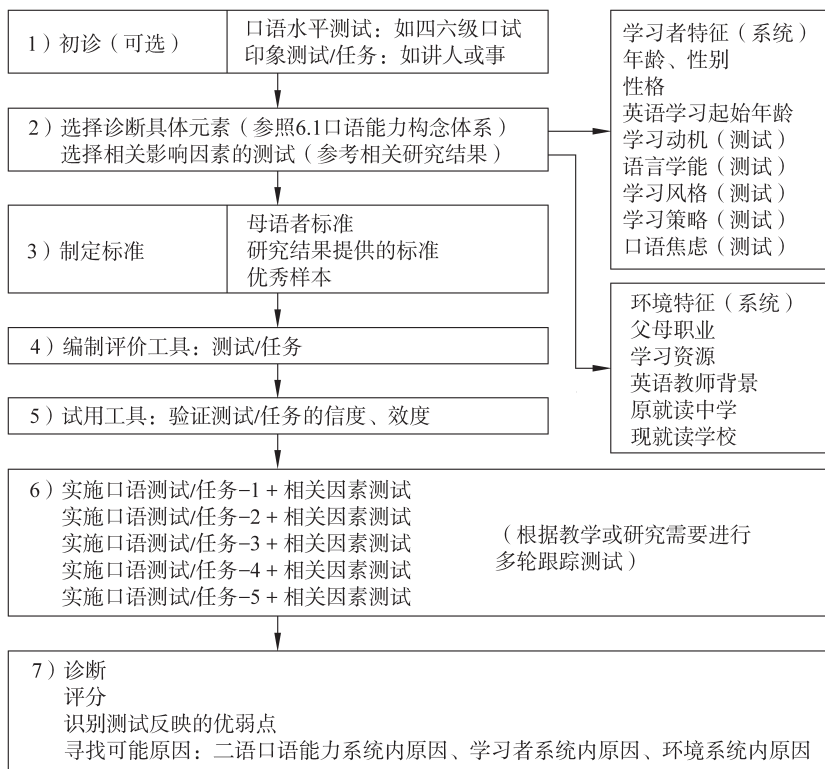 1）初诊（可选）
口语水平测试：如四六级口试
印象测试/任务：如讲人或事
2）选择诊断具体元素（参照6.1口语能力构念体系）
选择相关影响因素的测试（参考相关研究结果）
3）制定标准
母语者标准
研究结果提供的标准
优秀样本
4）编制评价工具：测试/任务
5）试用工具：验证测试/任务的信度、效度
6）实施口语测试/任务-1 + 相关因素测试
实施口语测试/任务-2 + 相关因素测试
实施口语测试/任务-3 + 相关因素测试
实施口语测试/任务-4 + 相关因素测试
实施口语测试/任务-5 + 相关因素测试
（根据教学或研究需要进行
多轮跟踪测试）
7）诊断
评分
识别测试反映的优弱点
寻找可能原因：二语口语能力系统内原因、学习者系统内原因、环境系统内原因
学习者特征（系统）
年龄、性别
性格
英语学习起始年龄
学习动机（测试）
语言学能（测试）
学习风格（测试）
学习策略（测试）
口语焦虑（测试）
环境特征（系统）
父母职业
学习资源
英语教师背景
原就读中学
现就读学校